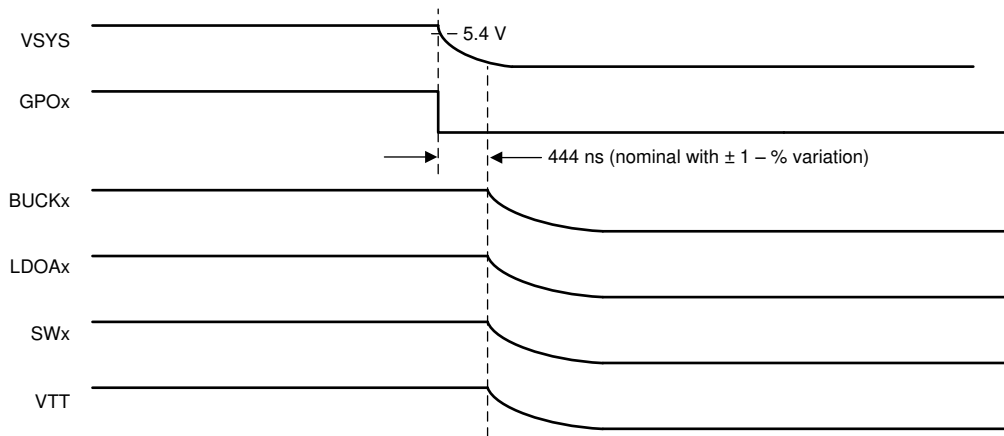 VSYS
5.4 V
GPOx
444 ns (nominal with ± 1 – % variation)
BUCKx
LDOAx
SWx
VTT